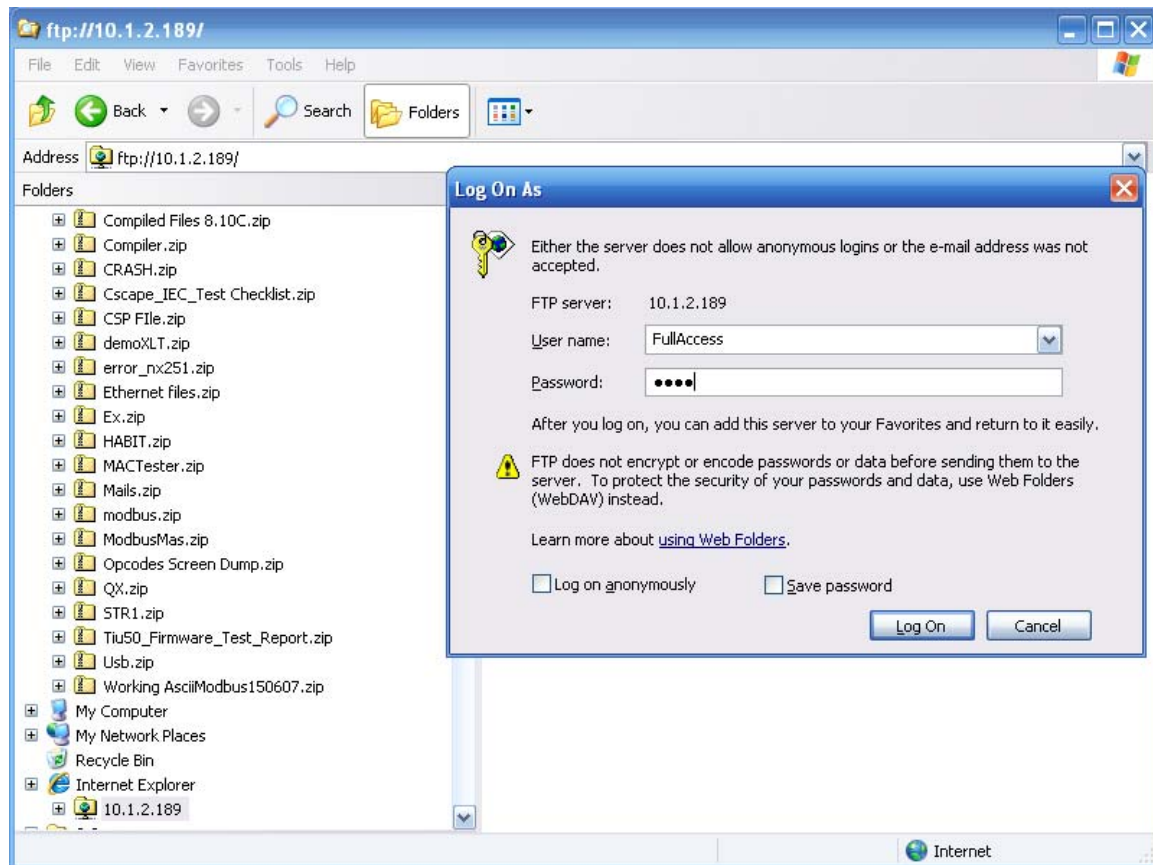 ftp://10.1.2.189/
File Edit View Favorites Tools Help
Back Search Folders
Address ftp://10.1.2.189/
Folders
Compiled Files 8.10C.zip
Compiler.zip
CRASH.zip
Cscape_IEC_Test Checklist.zip
CSP FIle.zip
demoXLT.zip
error_nx251.zip
Ethernet files.zip
Ex.zip
HABIT.zip
MACTester.zip
Mails.zip
modbus.zip
ModbusMas.zip
Opcodes Screen Dump.zip
QX.zip
STR1.zip
Tiu50_Firmware_Test_Report.zip
Usb.zip
Working AsciiModbus150607.zip
My Computer
My Network Places
Recycle Bin
Internet Explorer
10.1.2.189
Log On As
Either the server does not allow anonymous logins or the e-mail address was not
accepted.
FTP server: 10.1.2.189
User name: FullAccess
Password: ●●●●
After you log on, you can add this server to your Favorites and return to it easily.
FTP does not encrypt or encode passwords or data before sending them to the
server. To protect the security of your passwords and data, use Web Folders
(WebDAV) instead.
Learn more about using Web Folders.
Log on anonymously Save password
Log On Cancel
Internet